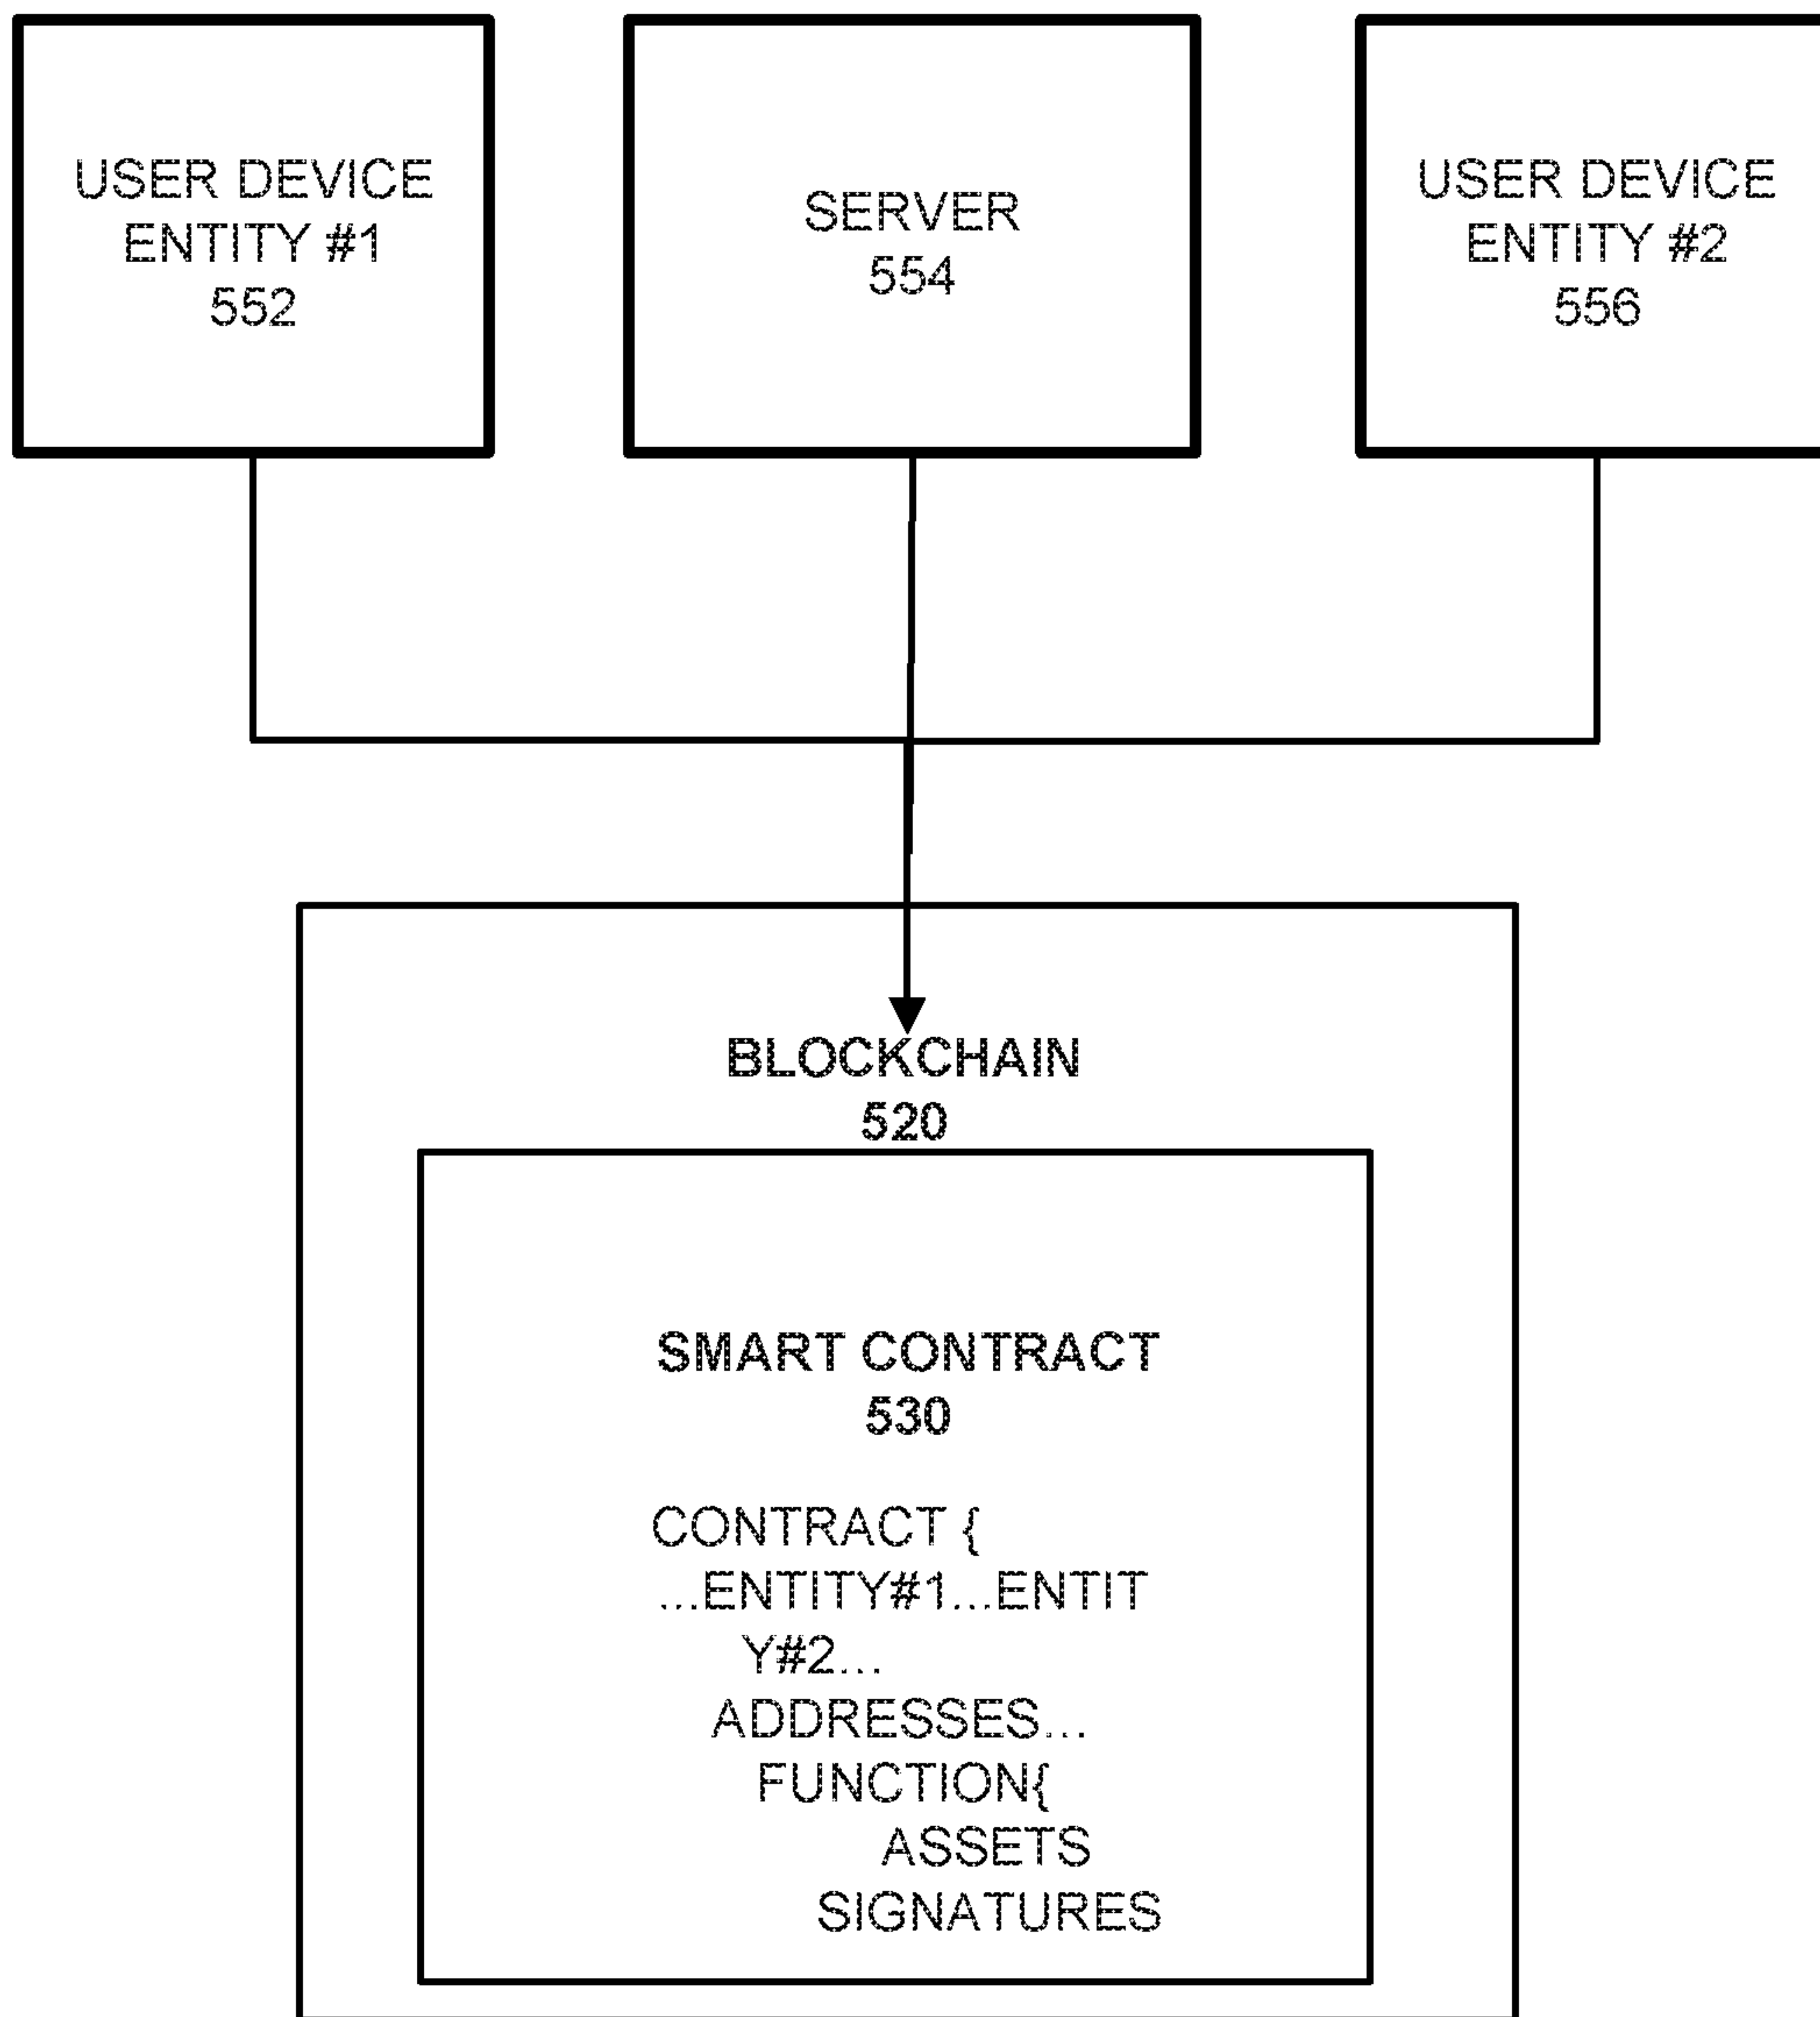 USER DEVICE
ENTITY #1
552
SERVER
554
USER DEVICE
ENTITY #2
556
BLOCKCHAIN
520
SMART CONTRACT
530
CONTRACT {
...ENTITY#1...ENTIT
Y#2...
ADDRESSES...
FUNCTION{
ASSETS
SIGNATURES